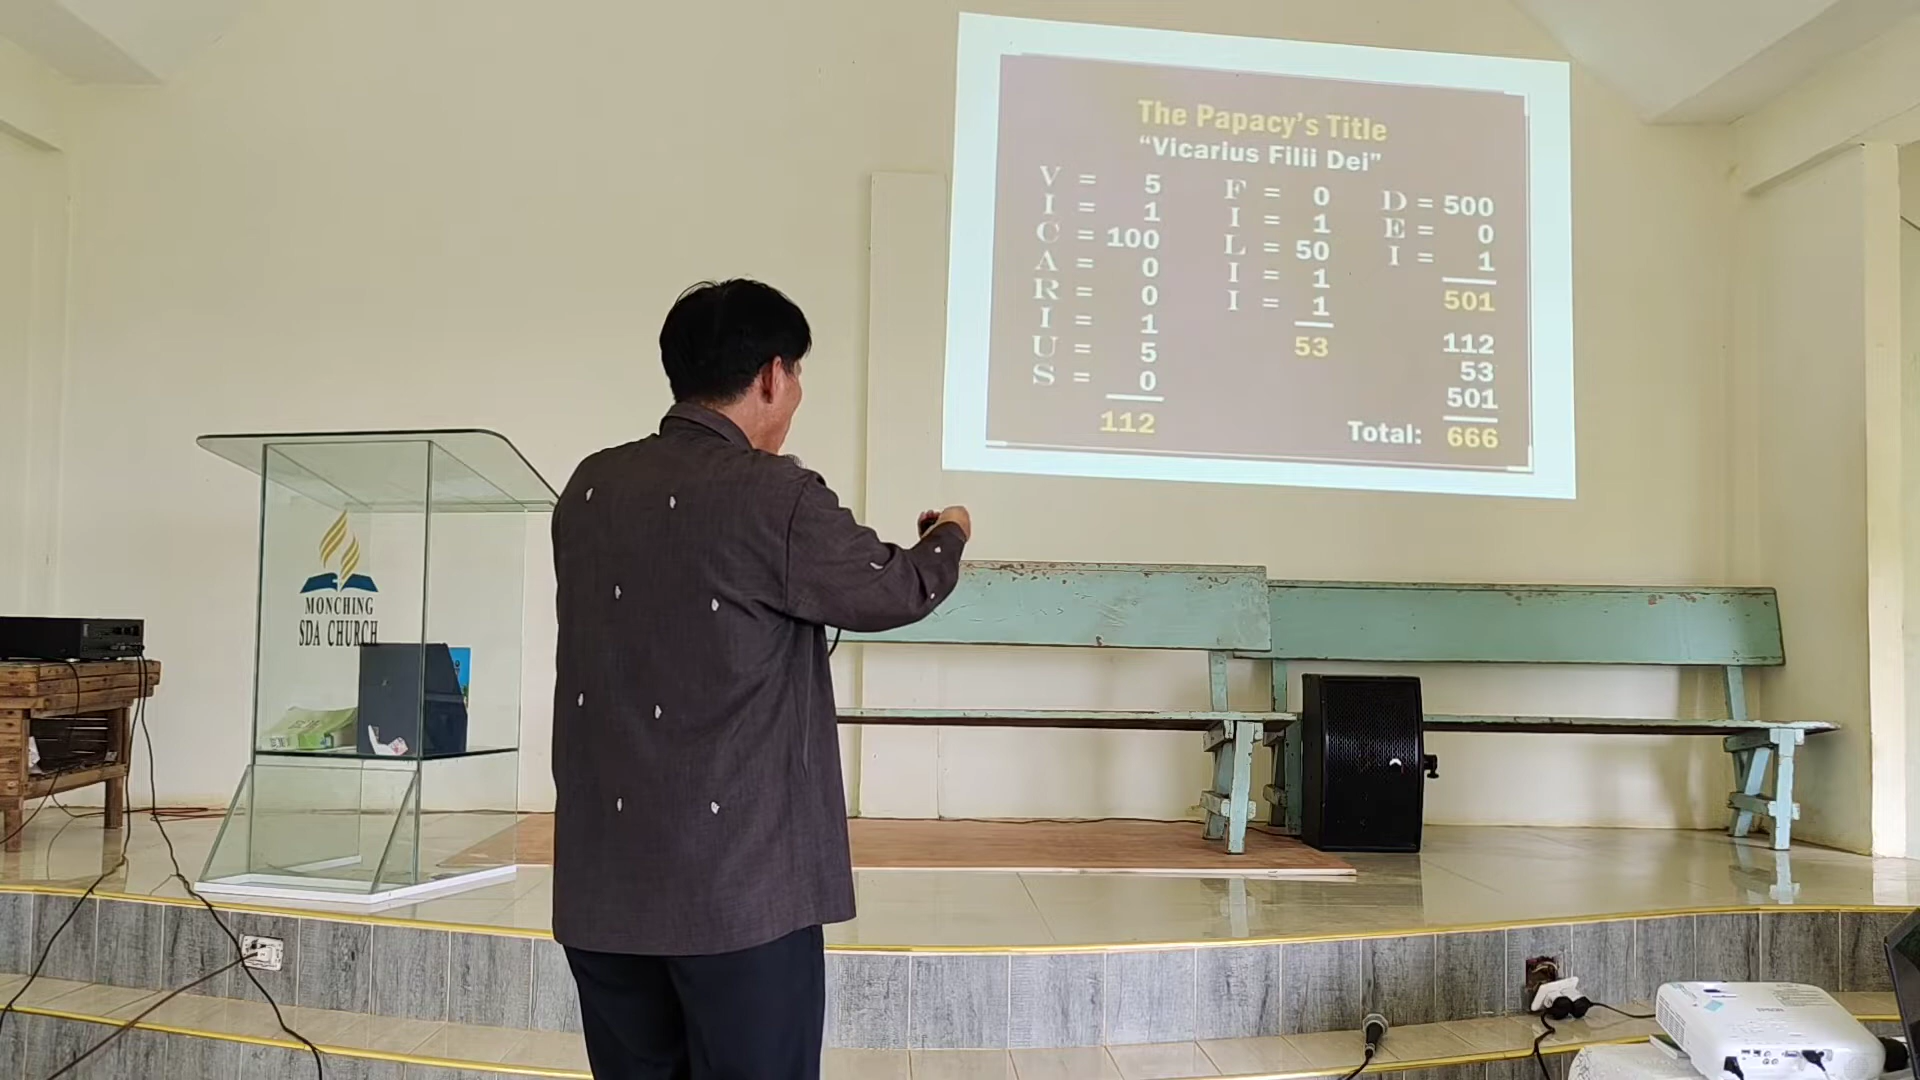 The Papacy's Title
"Vicarius Filii Dei"
V = 5
I = 1
C = 100
A = 0
R = 0
I = 1
U = 5
S = 0
112
F = 0
I = 1
L = 50
I = 1
I = 1
53
D = 500
E = 0
I = 1
501
112
53
501
Total: 666
MONCHING
SDA CHURCH